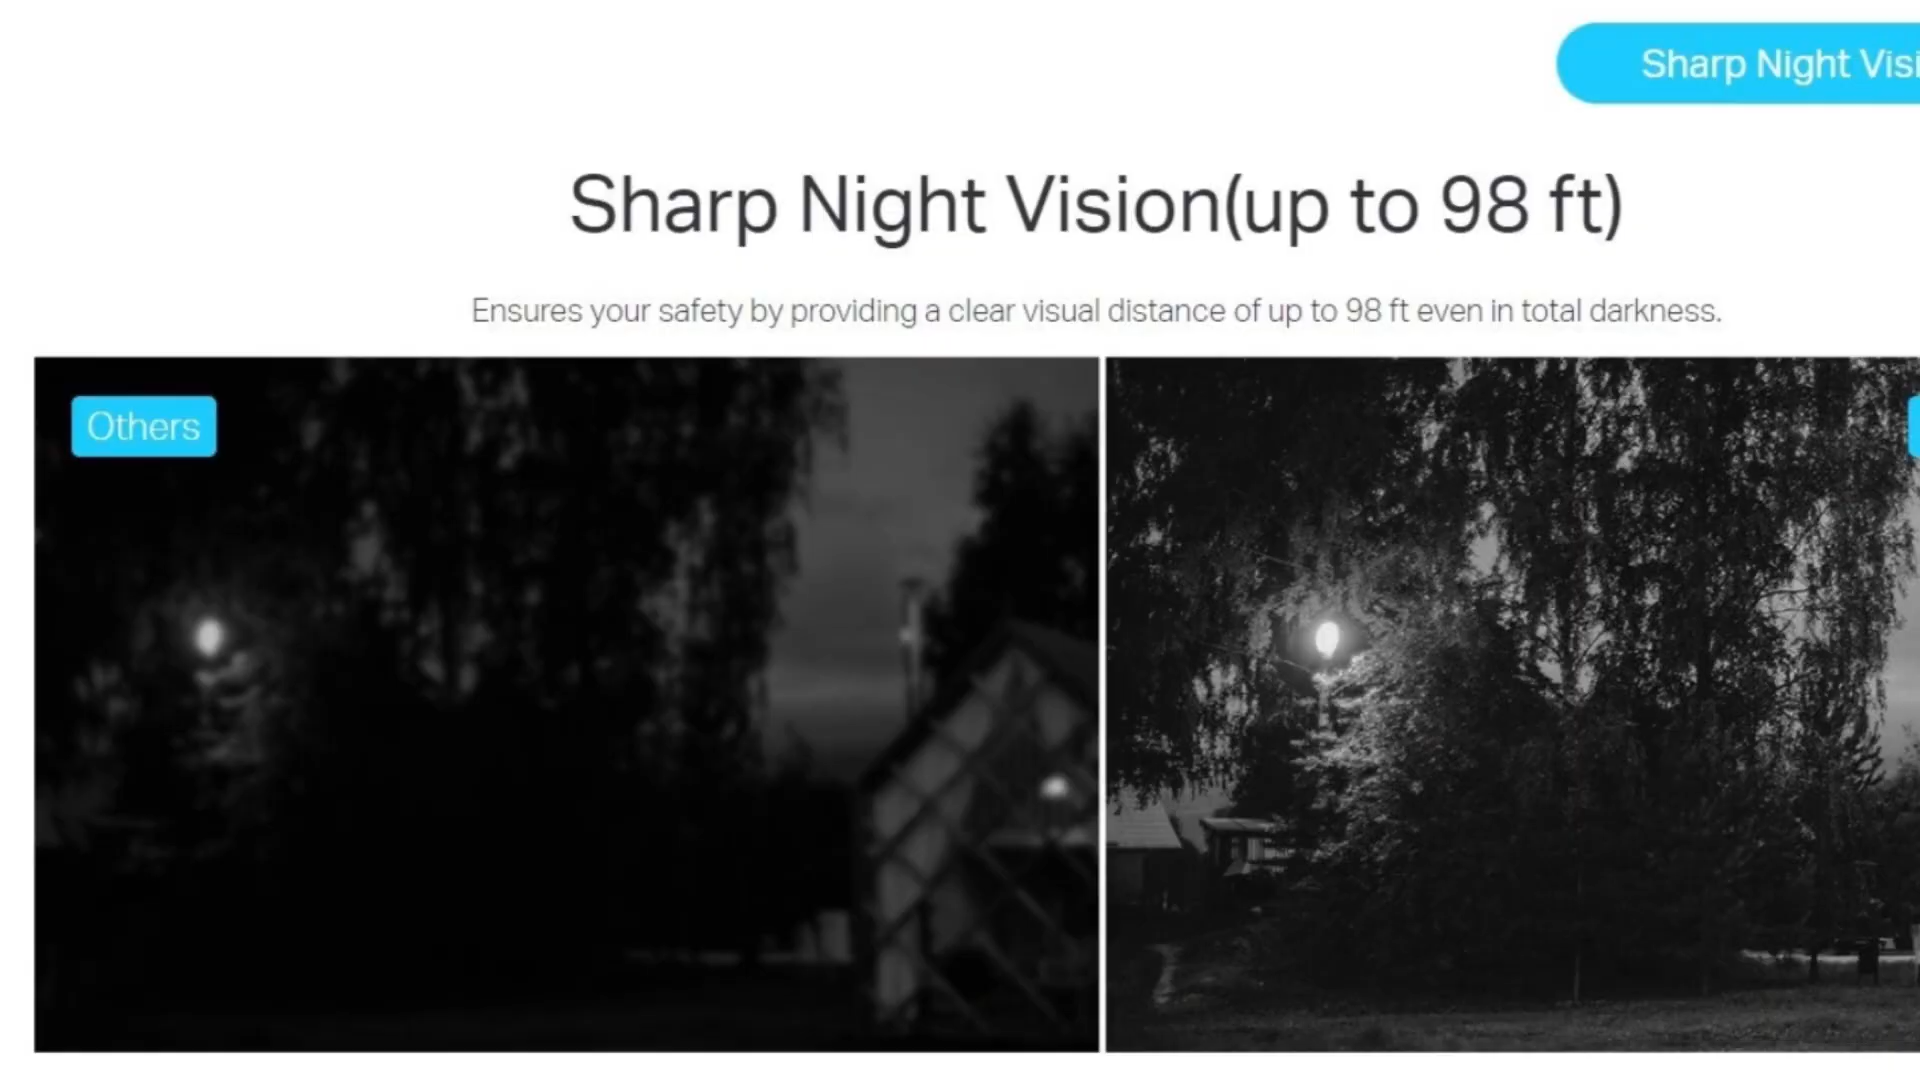 Sharp Night Visi
Sharp Night Vision(up to 98 ft)
Ensures your safety by providing a clear visual distance of up to 98 ft even in total darkness.
Others